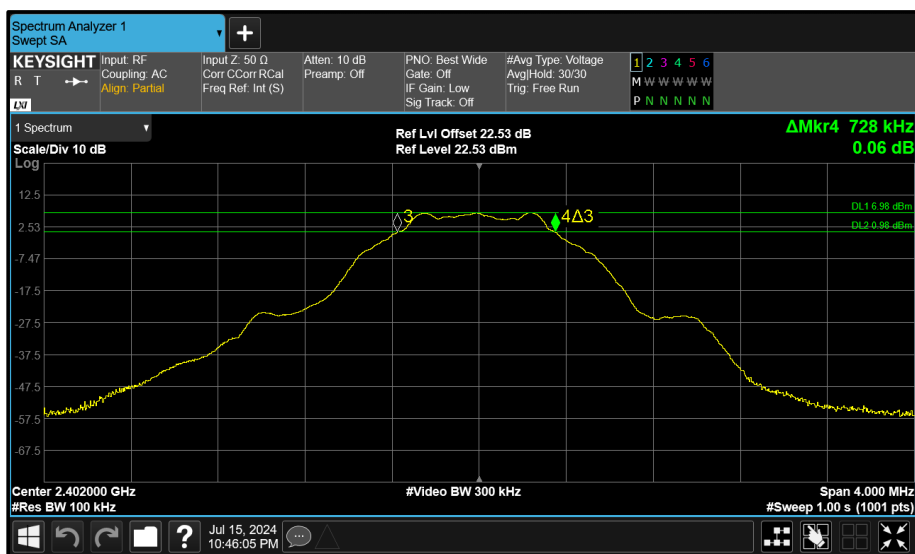 Spectrum Analyzer 1
Swept SA
+
KEYSIGHT
R T
LXI
Input: RF
Coupling: AC
Align: Partial
Input Z: 50 Ω
Corr CCorr RCal
Freq Ref: Int (S)
Atten: 10 dB
Preamp: Off
PNO: Best Wide
Gate: Off
IF Gain: Low
Sig Track: Off
#Avg Type: Voltage
Avg|Hold: 30/30
Trig: Free Run
1 2 3 4 5 6
M W W W W W
P N N N N N
1 Spectrum
Scale/Div 10 dB
Ref Lvl Offset 22.53 dB
Ref Level 22.53 dBm
ΔMkr4 728 kHz
0.06 dB
Log
12.5
2.53
-7.47
-17.5
-27.5
-37.5
-47.5
-57.5
-67.5
3
4Δ3
DL1 6.98 dBm
DL2 0.98 dBm
Center 2.402000 GHz
#Res BW 100 kHz
#Video BW 300 kHz
Span 4.000 MHz
#Sweep 1.00 s (1001 pts)
?
Jul 15, 2024
10:46:05 PM